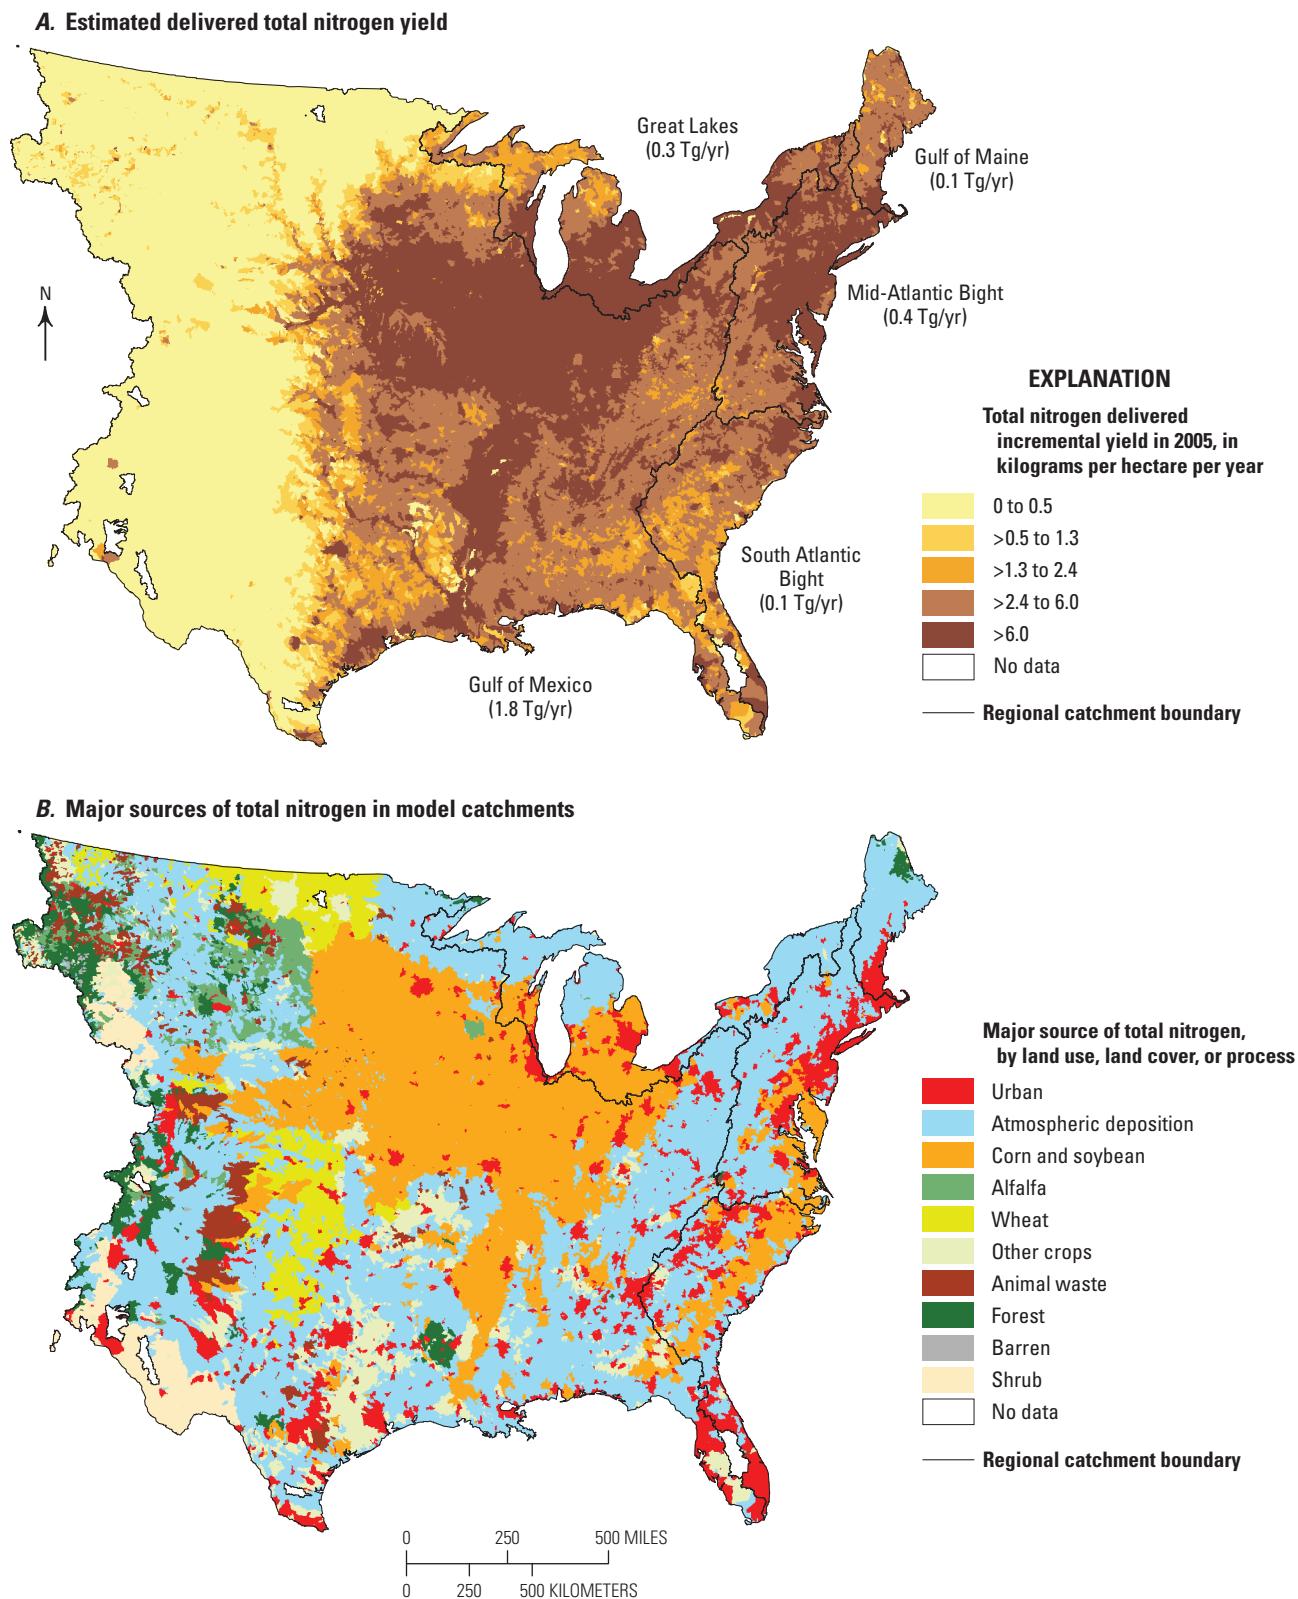 A. Estimated delivered total nitrogen yield
Great Lakes
(0.3 Tg/yr)
Gulf of Maine
(0.1 Tg/yr)
N
Mid-Atlantic Bight
(0.4 Tg/yr)
South Atlantic
Bight
(0.1 Tg/yr)
Gulf of Mexico
(1.8 Tg/yr)
EXPLANATION
Total nitrogen delivered
incremental yield in 2005, in
kilograms per hectare per year
0 to 0.5
>0.5 to 1.3
>1.3 to 2.4
>2.4 to 6.0
>6.0
No data
Regional catchment boundary
B. Major sources of total nitrogen in model catchments
Major source of total nitrogen,
by land use, land cover, or process
Urban
Atmospheric deposition
Corn and soybean
Alfalfa
Wheat
Other crops
Animal waste
Forest
Barren
Shrub
No data
Regional catchment boundary
0 250 500 MILES
0 250 500 KILOMETERS